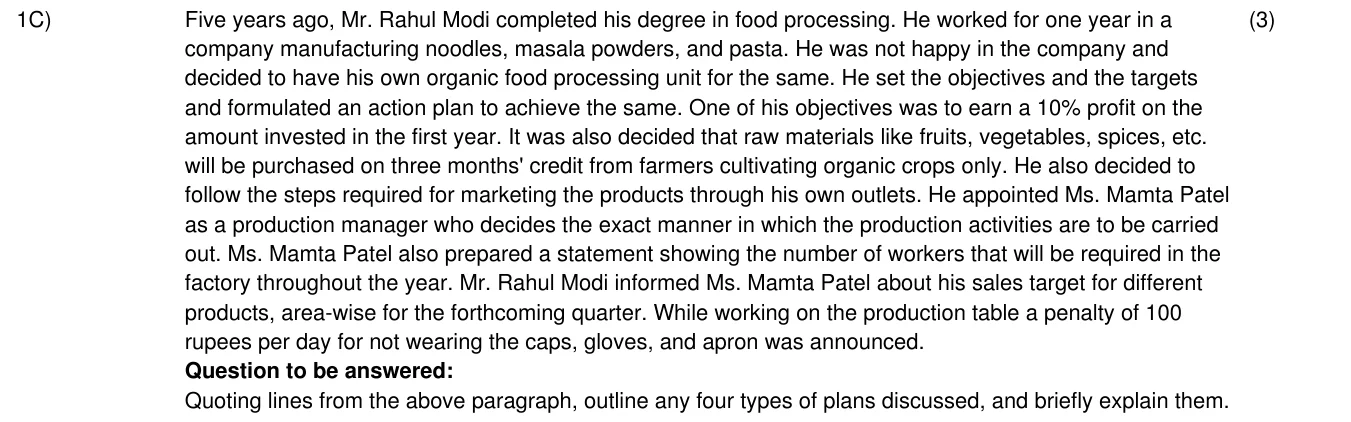 1C) Five years ago, Mr. Rahul Modi completed his degree in food processing. He worked for one year in a (3)
company manufacturing noodles, masala powders, and pasta. He was not happy in the company and
decided to have his own organic food processing unit for the same. He set the objectives and the targets
and formulated an action plan to achieve the same. One of his objectives was to earn a 10% profit on the
amount invested in the first year. It was also decided that raw materials like fruits, vegetables, spices, etc.
will be purchased on three months' credit from farmers cultivating organic crops only. He also decided to
follow the steps required for marketing the products through his own outlets. He appointed Ms. Mamta Patel
as a production manager who decides the exact manner in which the production activities are to be carried
out. Ms. Mamta Patel also prepared a statement showing the number of workers that will be required in the
factory throughout the year. Mr. Rahul Modi informed Ms. Mamta Patel about his sales target for different
products, area-wise for the forthcoming quarter. While working on the production table a penalty of 100
rupees per day for not wearing the caps, gloves, and apron was announced.
Question to be answered:
Quoting lines from the above paragraph, outline any four types of plans discussed, and briefly explain them.